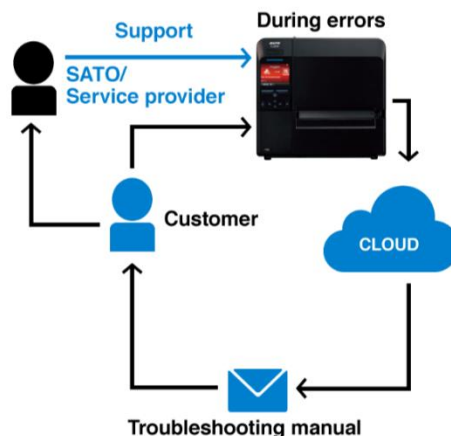 Support
During errors
SATO/
Service provider
Customer
CLOUD
Troubleshooting manual